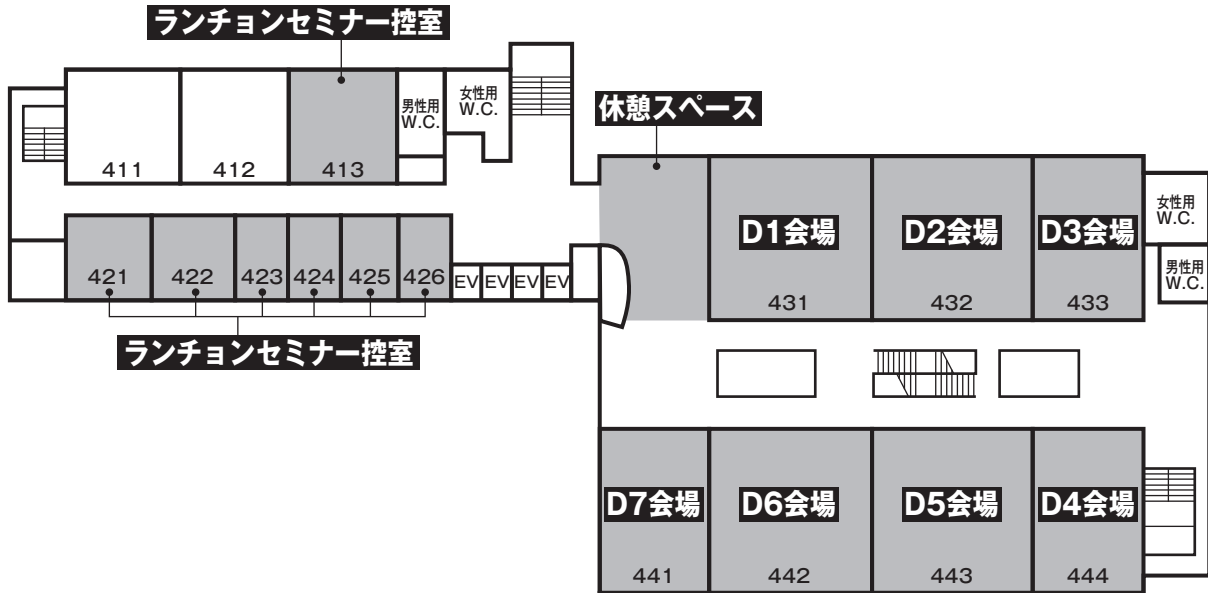 ランチョンセミナー控室
男性用
W.C.
女性用
W.C.
411
412
413
休憩スペース
D1会場
D2会場
D3会場
女性用
W.C.
男性用
W.C.
421
422
423
424
425
426
EV
EV
EV
EV
431
432
433
ランチョンセミナー控室
D7会場
D6会場
D5会場
D4会場
441
442
443
444